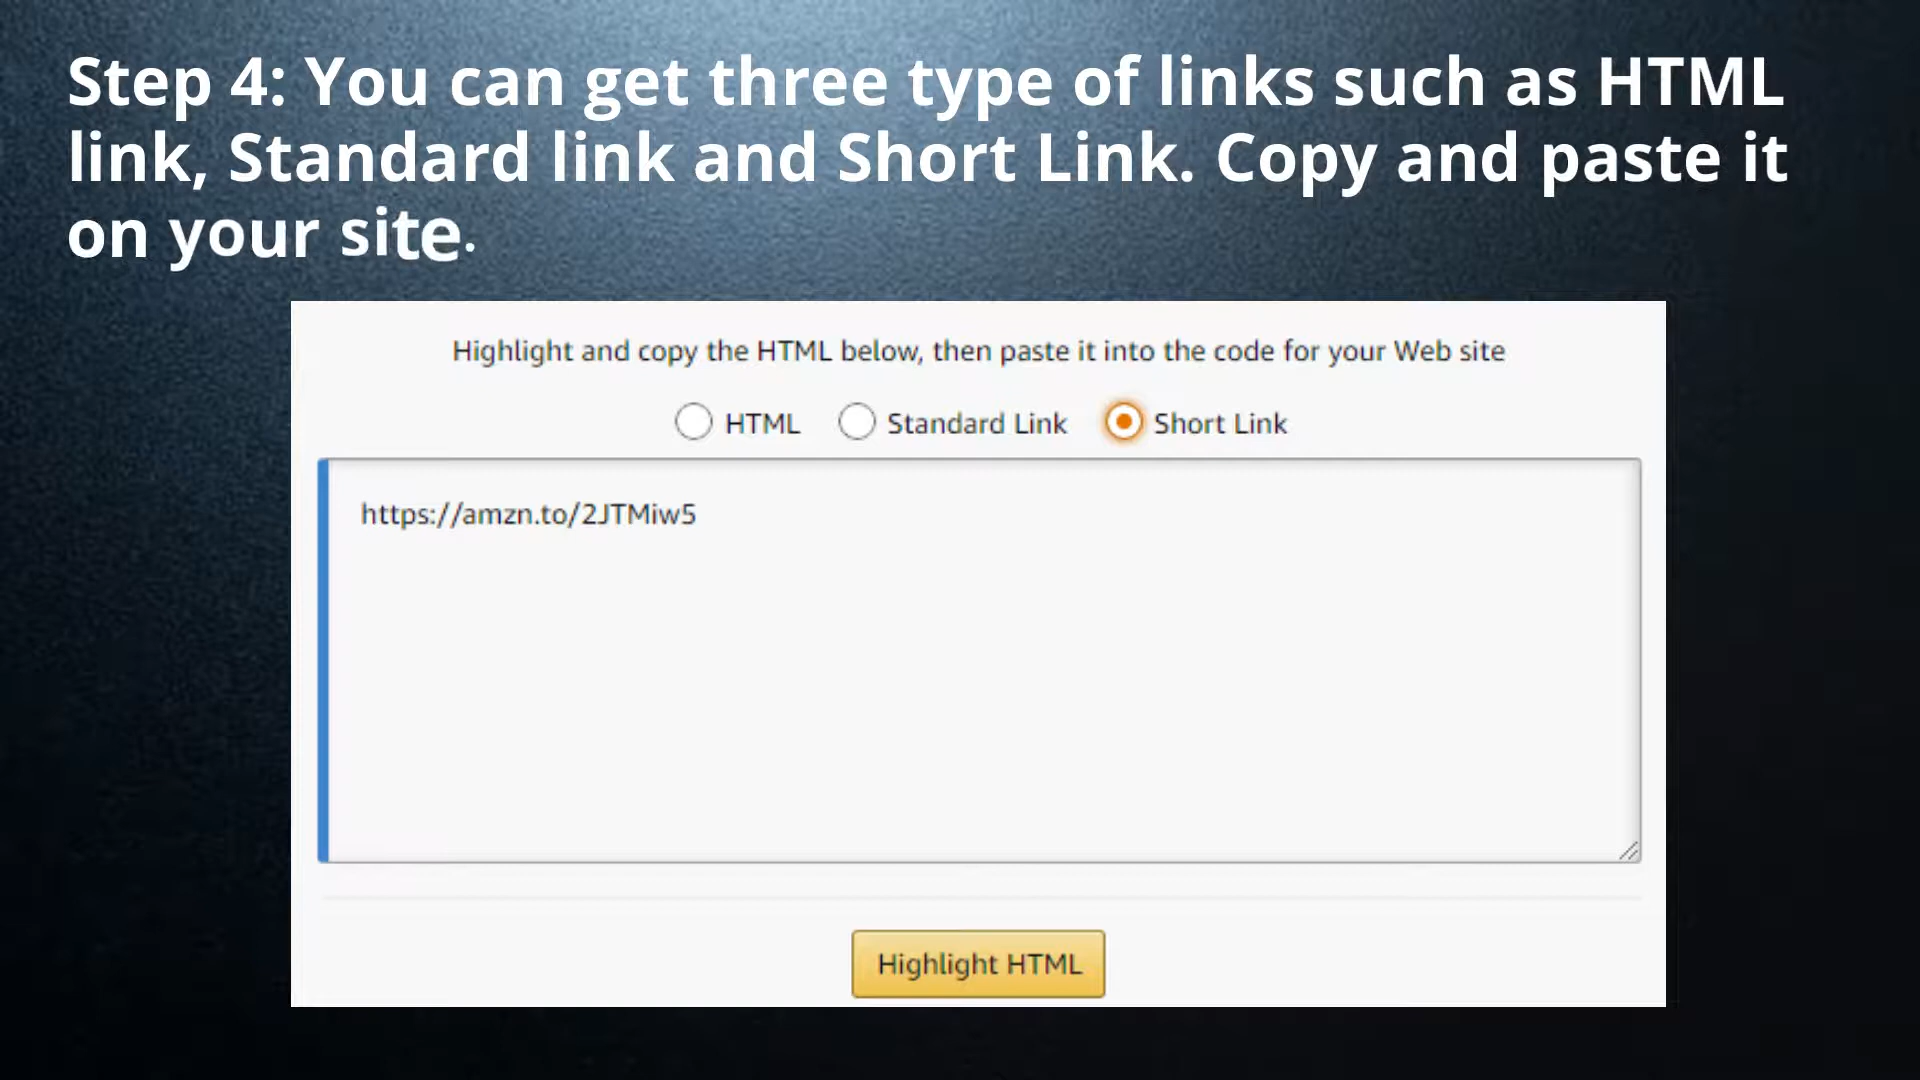 Step 4: You can get three type of links such as HTML
link, Standard link and Short Link. Copy and paste it
on your site.
Highlight and copy the HTML below, then paste it into the code for your Web site
HTML Standard Link Short Link
https://amzn.to/2JTMiw5
Highlight HTML